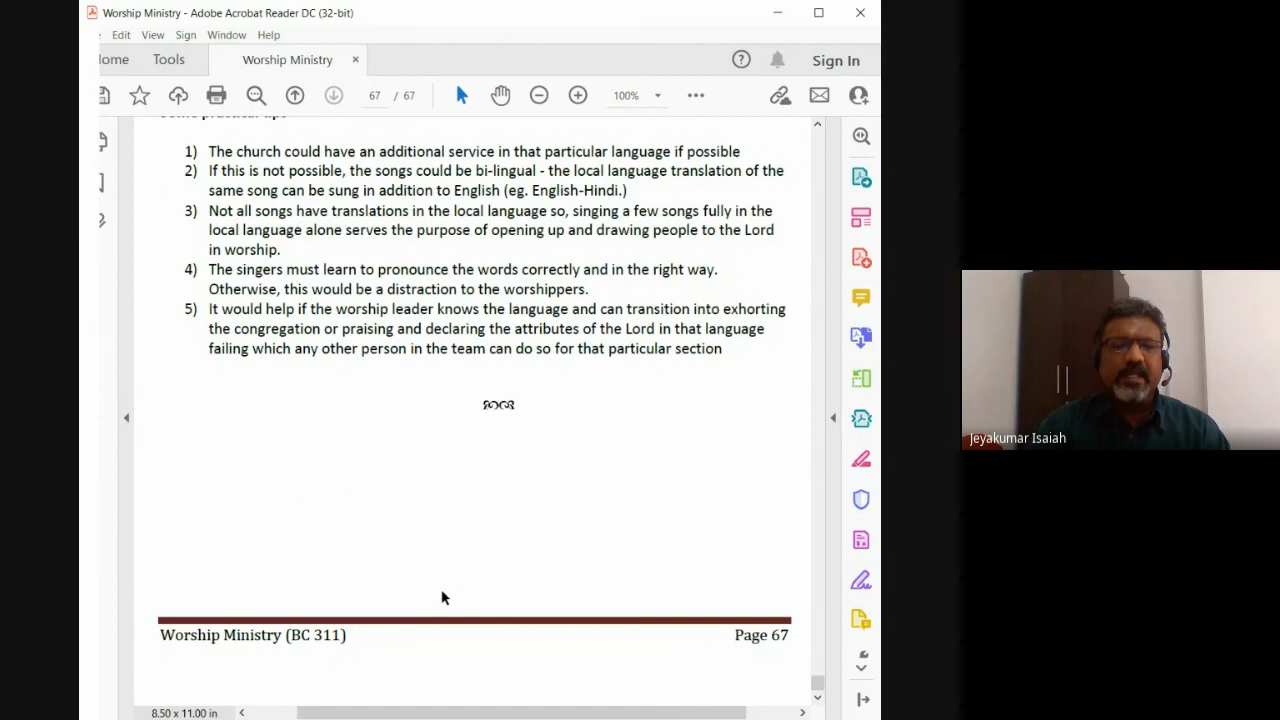 Worship Ministry - Adobe Acrobat Reader DC (32-bit)
Edit View Sign Window Help
ome Tools Worship Ministry × Sign In
67 / 67 100%
Some practical tips
1) The church could have an additional service in that particular language if possible
2) If this is not possible, the songs could be bi-lingual - the local language translation of the
same song can be sung in addition to English (eg. English-Hindi.)
3) Not all songs have translations in the local language so, singing a few songs fully in the
local language alone serves the purpose of opening up and drawing people to the Lord
in worship.
4) The singers must learn to pronounce the words correctly and in the right way.
Otherwise, this would be a distraction to the worshippers.
5) It would help if the worship leader knows the language and can transition into exhorting
the congregation or praising and declaring the attributes of the Lord in that language
failing which any other person in the team can do so for that particular section
Worship Ministry (BC 311) Page 67
8.50 x 11.00 in
Jeyakumar Isaiah